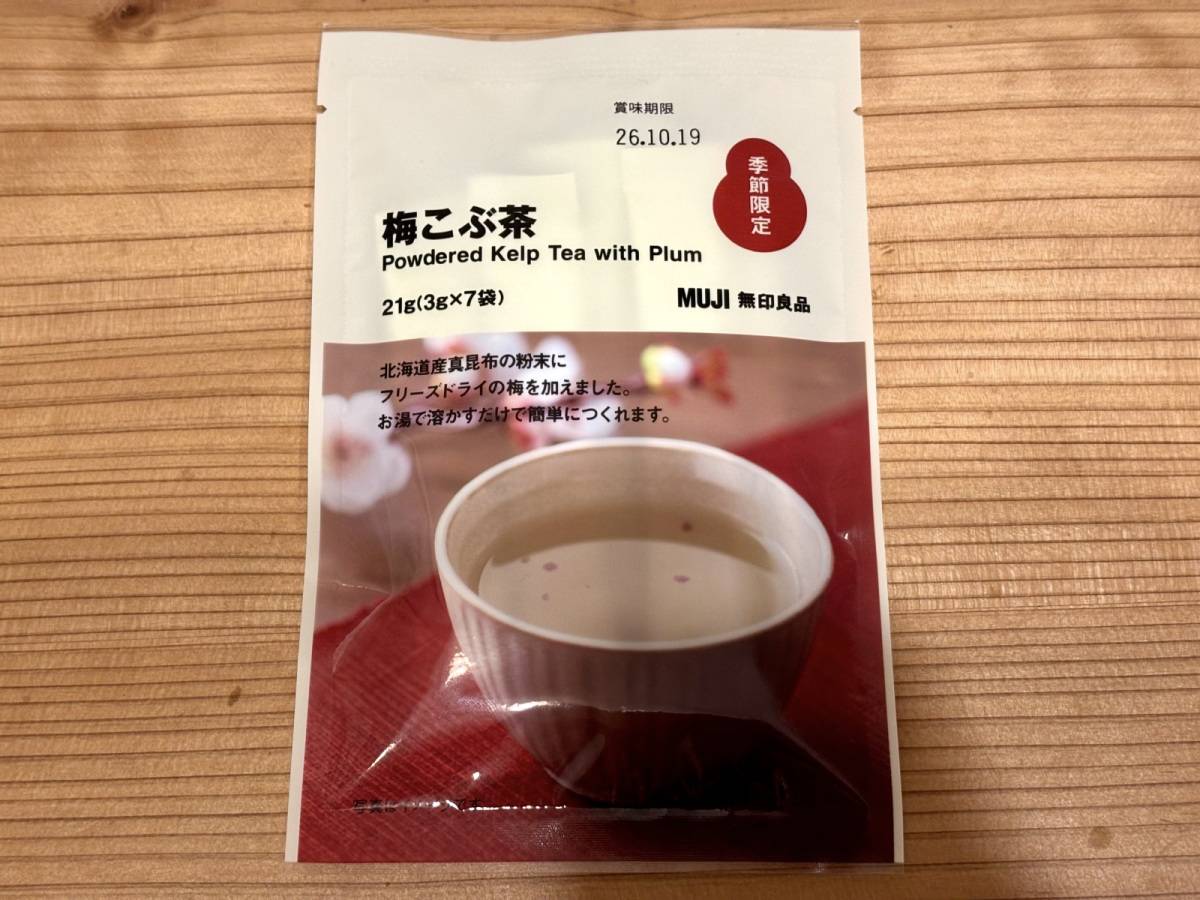 賞味期限
26.10.19
季節限定
梅こぶ茶
Powdered Kelp Tea with Plum
21g(3g×7袋)
MUJI 無印良品
北海道産真昆布の粉末に
フリーズドライの梅を加えました。
お湯で溶かすだけで簡単につくれます。